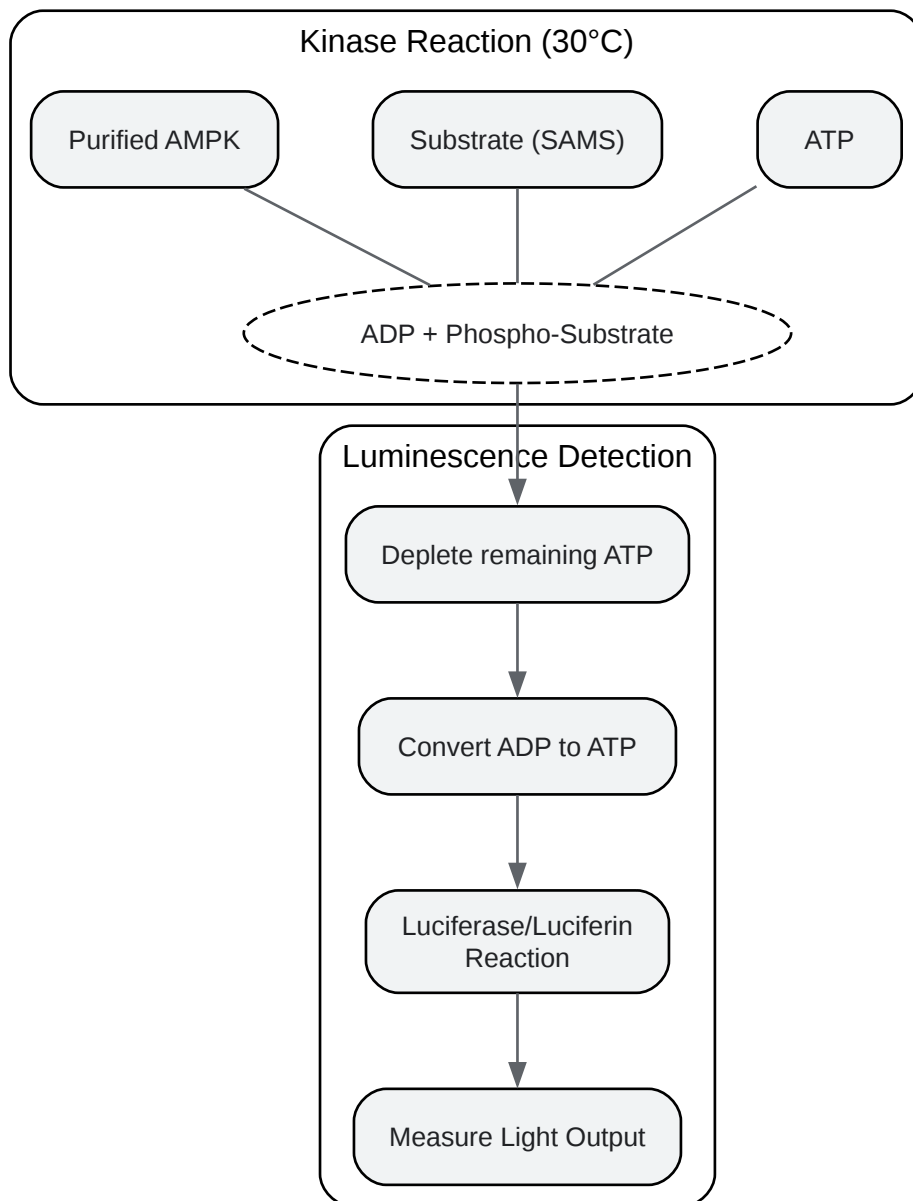 Kinase Reaction (30°C)
Purified AMPK
Substrate (SAMS)
ATP
ADP + Phospho-Substrate
Luminescence Detection
Deplete remaining ATP
Convert ADP to ATP
Luciferase/Luciferin
Reaction
Measure Light Output